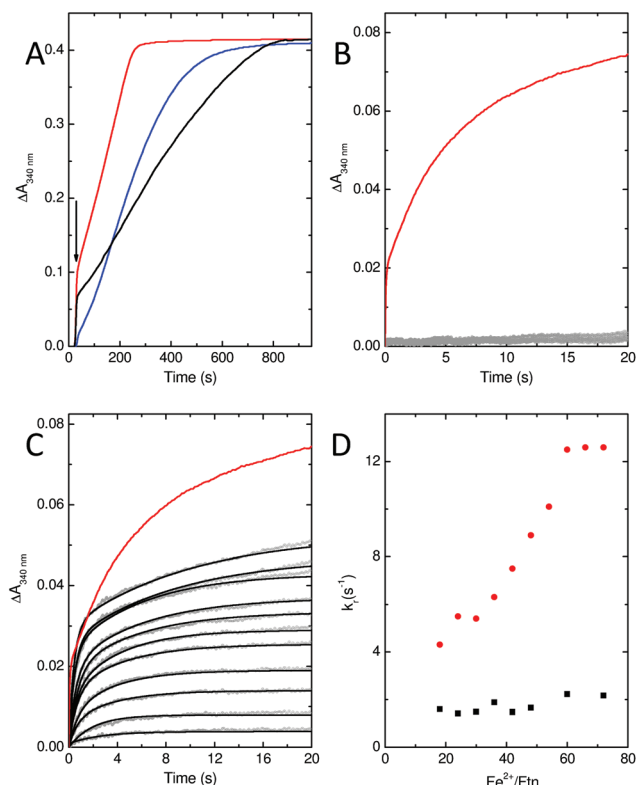 A
0.4
0.3
0.2
0.1
0.0
ΔA340 nm
0 200 400 600 800
Time (s)
B
0.08
0.06
0.04
0.02
0.00
ΔA340 nm
0 5 10 15 20
Time (s)
C
0.08
0.06
0.04
0.02
0.00
ΔA340 nm
0 4 8 12 16 20
Time (s)
D
12
8
4
0
kr(s-1)
0 20 40 60 80
Fe2+/Ftn